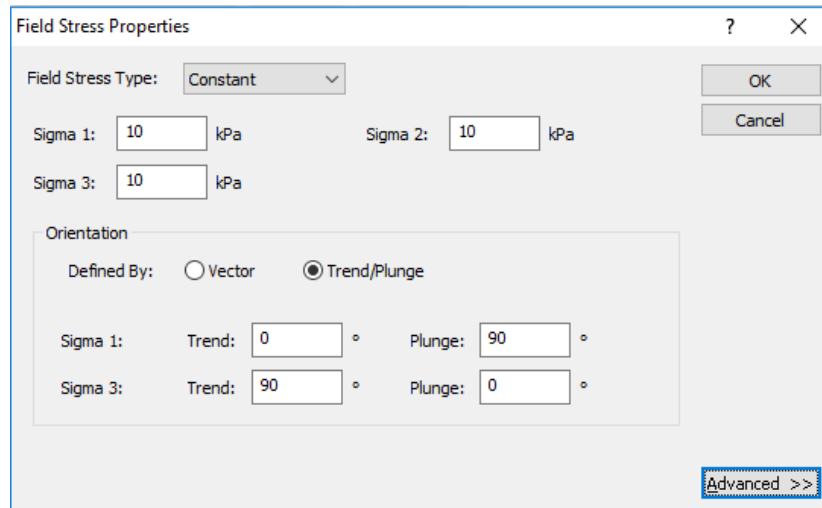 Field Stress Properties ? ×
Field Stress Type: Constant OK
Cancel
Sigma 1: 10 kPa Sigma 2: 10 kPa
Sigma 3: 10 kPa
Orientation
Defined By: Vector Trend/Plunge
Sigma 1: Trend: 0 ° Plunge: 90 °
Sigma 3: Trend: 90 ° Plunge: 0 °
Advanced >>